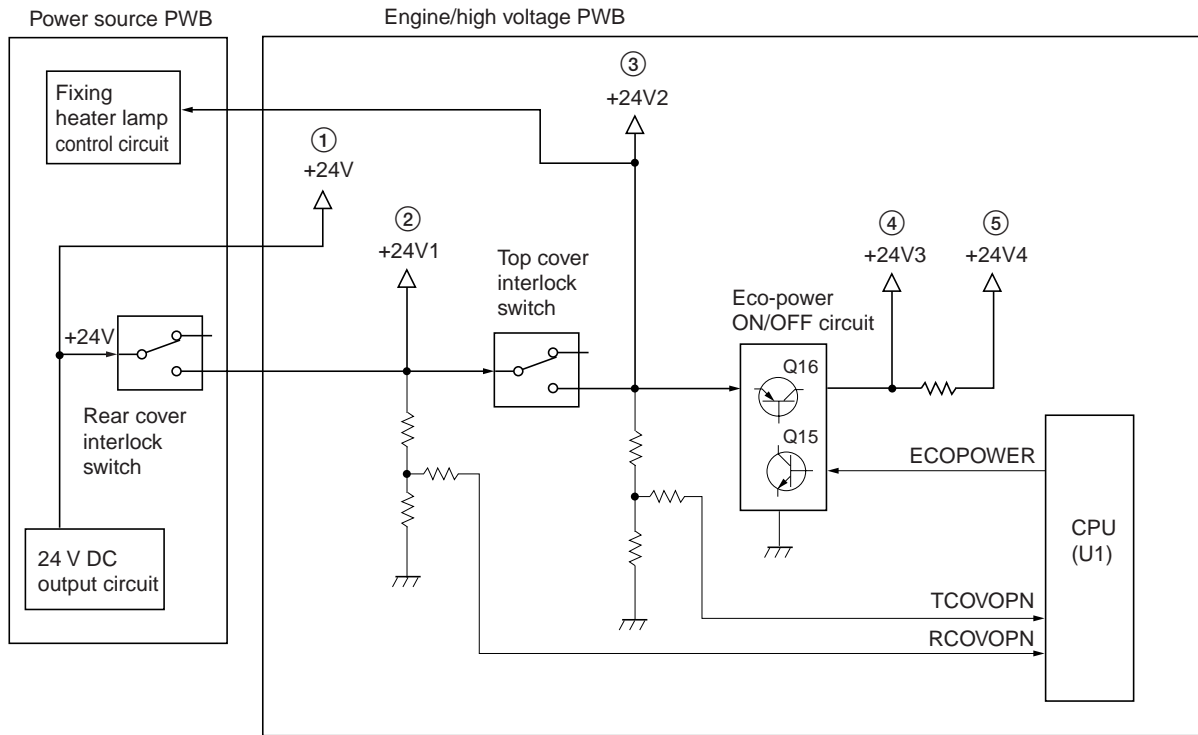 Power source PWB
Engine/high voltage PWB
Fixing
heater lamp
control circuit
③
+24V2
①
+24V
②
+24V1
Top cover
interlock
switch
④
+24V3
⑤
+24V4
Eco-power
ON/OFF circuit
+24V
Q16
Q15
Rear cover
interlock
switch
ECOPOWER
24 V DC
output circuit
CPU
(U1)
TCOVOPN
RCOVOPN